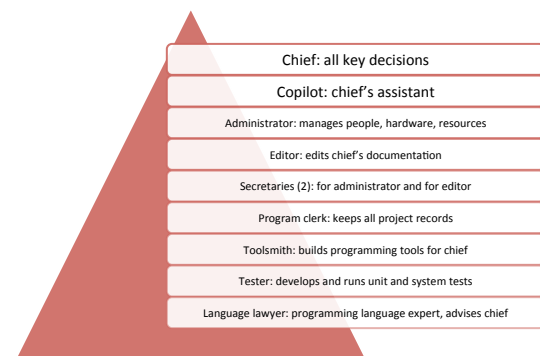 Chief: all key decisions
Copilot: chief’s assistant
Administrator: manages people, hardware, resources
Editor: edits chief’s documentation
Secretaries (2): for administrator and for editor
Program clerk: keeps all project records
Toolsmith: builds programming tools for chief
Tester: develops and runs unit and system tests
Language lawyer: programming language expert, advises chief